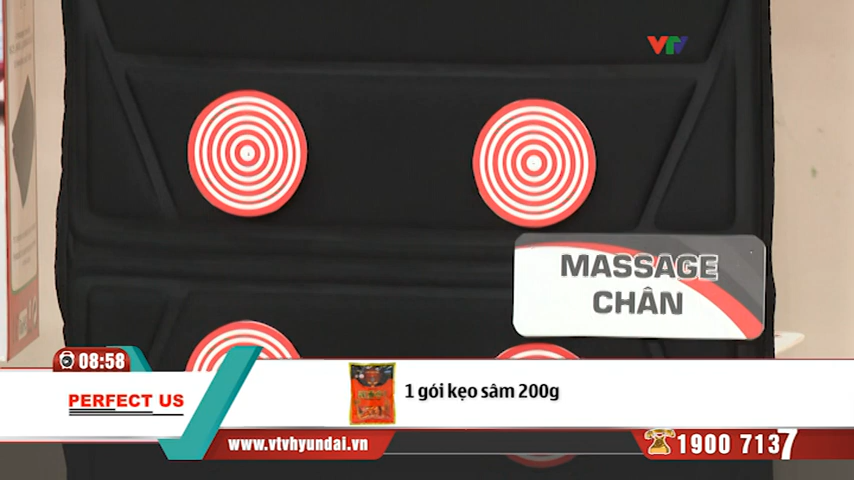 VTV
MASSAGE
CHÂN
08:58
PERFECT US
1 gói kẹo sâm 200g
www.vtvhyundai.vn
1900 7137